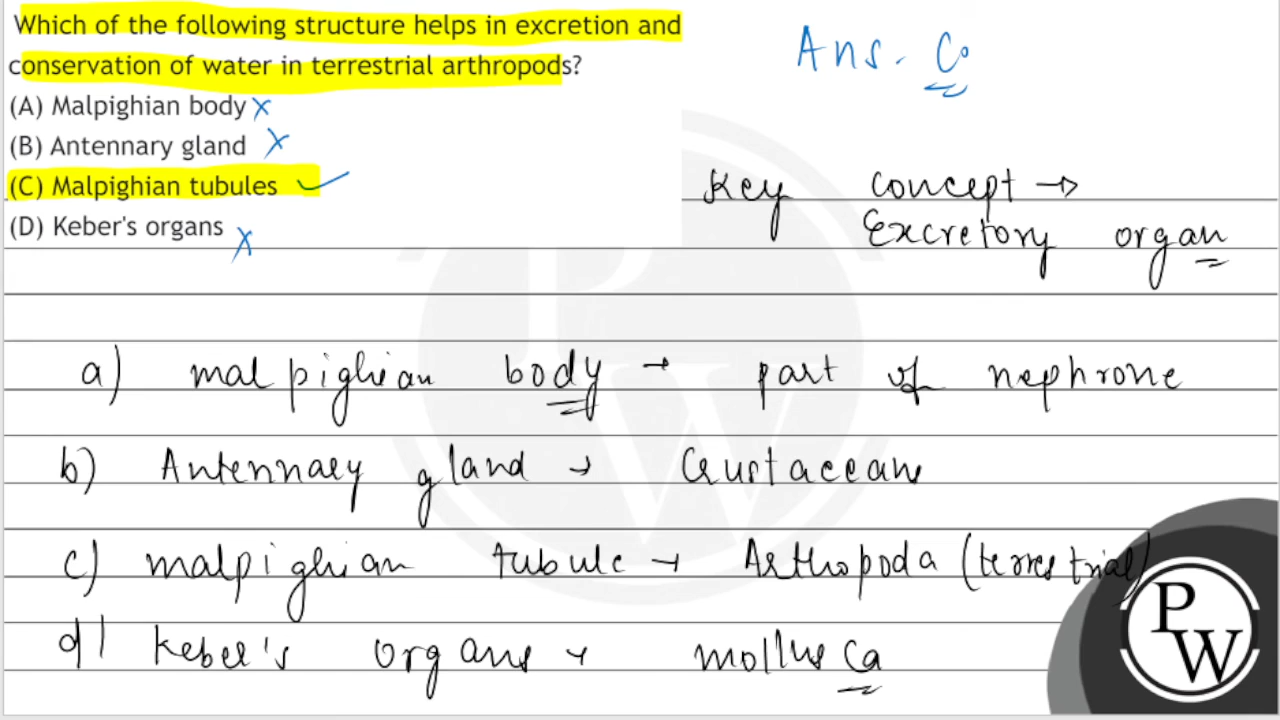 Which of the following structure helps in excretion and
conservation of water in terrestrial arthropods?
(A) Malpighian body x
(B) Antennary gland x
(C) Malpighian tubules ✓
(D) Keber's organs x
Ans. C
Key concept →
Excretory organ
a) malpighian body → part of nephrone
b) Antennary gland → Crustacean
c) malpighian tubule → Arthropoda (terrestrial)
d) Keber's organs → mollusca
P
W